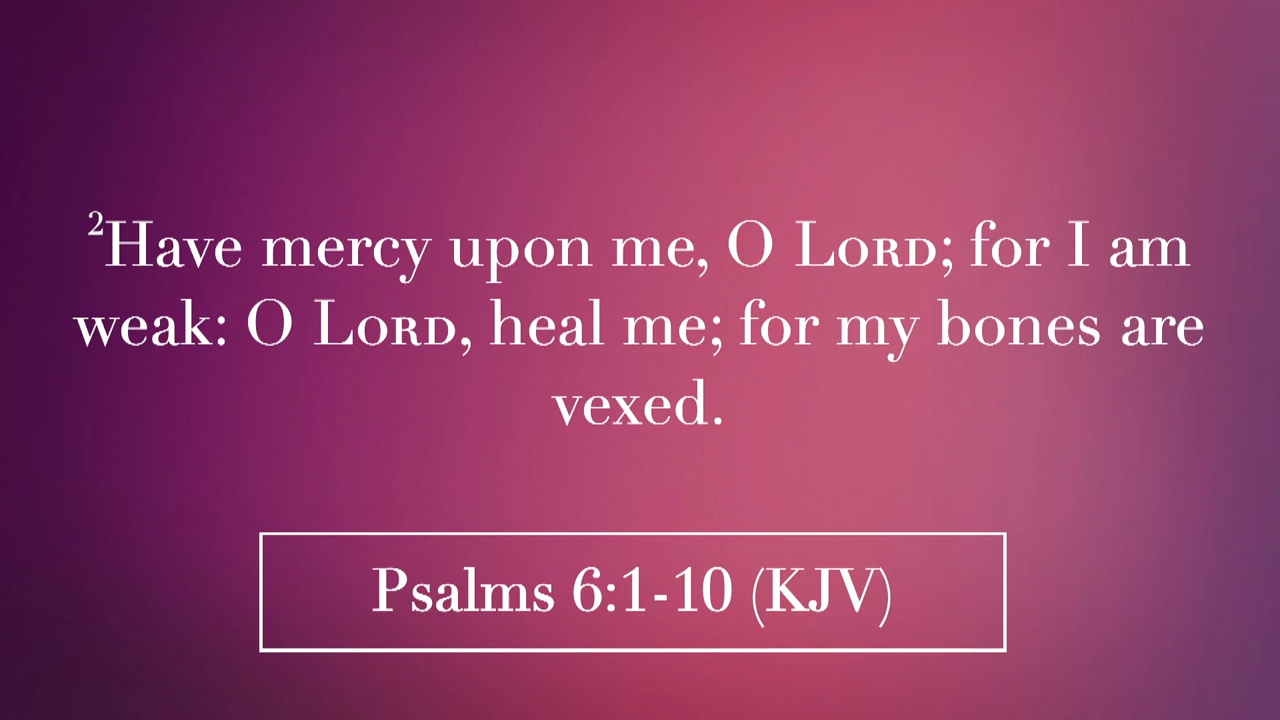 ²Have mercy upon me, O LORD; for I am
weak: O LORD, heal me; for my bones are
vexed.
Psalms 6:1-10 (KJV)